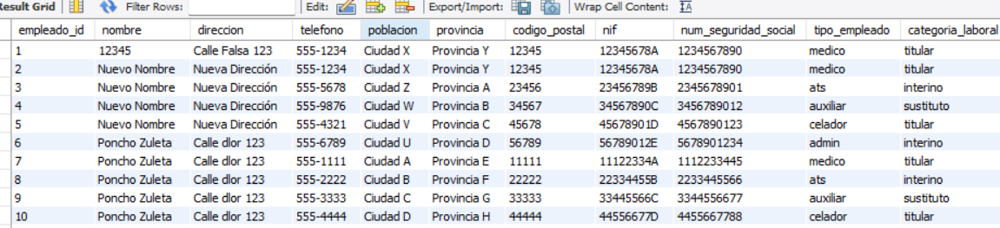 Result Grid Filter Rows: Edit: Export/Import: Wrap Cell Content: IA
empleado_id nombre direccion telefono poblacion provincia codigo_postal nif num_seguridad_social tipo_empleado categoria_laboral
1 12345 Calle Falsa 123 555-1234 Ciudad X Provincia Y 12345 12345678A 1234567890 medico titular
2 Nuevo Nombre Nueva Dirección 555-1234 Ciudad X Provincia Y 12345 12345678A 1234567890 medico titular
3 Nuevo Nombre Nueva Dirección 555-5678 Ciudad Z Provincia A 23456 23456789B 2345678901 ats interino
4 Nuevo Nombre Nueva Dirección 555-9876 Ciudad W Provincia B 34567 34567890C 3456789012 auxiliar sustituto
5 Nuevo Nombre Nueva Dirección 555-4321 Ciudad V Provincia C 45678 45678901D 4567890123 celador titular
6 Poncho Zuleta Calle dlor 123 555-6789 Ciudad U Provincia D 56789 56789012E 5678901234 admin interino
7 Poncho Zuleta Calle dlor 123 555-1111 Ciudad A Provincia E 11111 11122334A 1112233445 medico titular
8 Poncho Zuleta Calle dlor 123 555-2222 Ciudad B Provincia F 22222 22334455B 2233445566 ats interino
9 Poncho Zuleta Calle dlor 123 555-3333 Ciudad C Provincia G 33333 33445566C 3344556677 auxiliar sustituto
10 Poncho Zuleta Calle dlor 123 555-4444 Ciudad D Provincia H 44444 44556677D 4455667788 celador titular